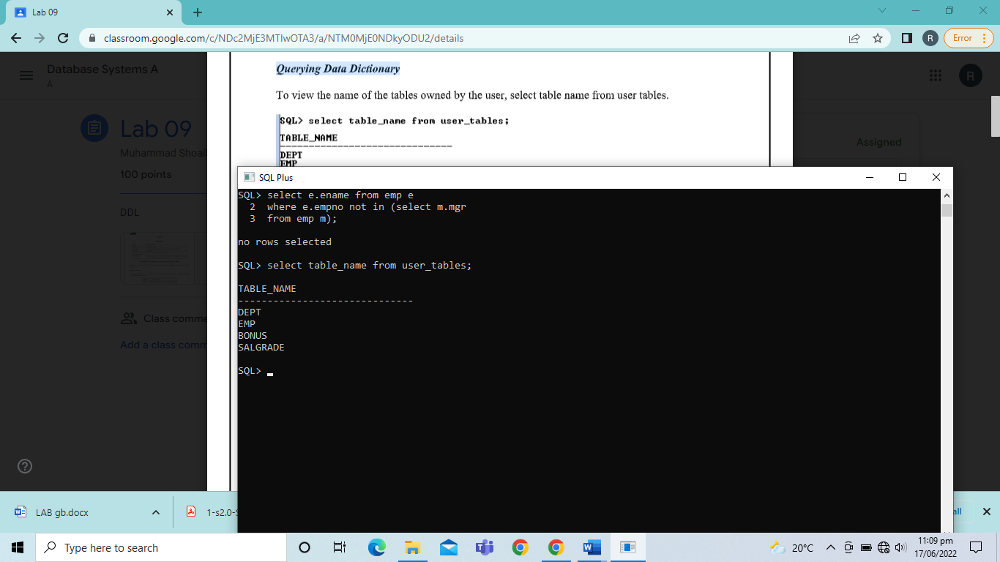 Lab 09
classroom.google.com/c/NDc2MjE3MTIwOTA3/a/NTM0MjE0NDkyODU2/details
R
Error
Database Systems A
A
R
Querying Data Dictionary
To view the name of the tables owned by the user, select table name from user tables.
SQL> select table_name from user_tables;
TABLE_NAME
------------------------------
DEPT
EMP
Lab 09
Muhammad Shoaib
100 points
Assigned
DDL
Class comme
Add a class comm
SQL Plus
SQL> select e.ename from emp e
2 where e.empno not in (select m.mgr
3 from emp m);
no rows selected
SQL> select table_name from user_tables;
TABLE_NAME
------------------------------
DEPT
EMP
BONUS
SALGRADE
SQL>
LAB gb.docx
1-s2.0-S
all
Type here to search
20°C
11:09 pm
17/06/2022